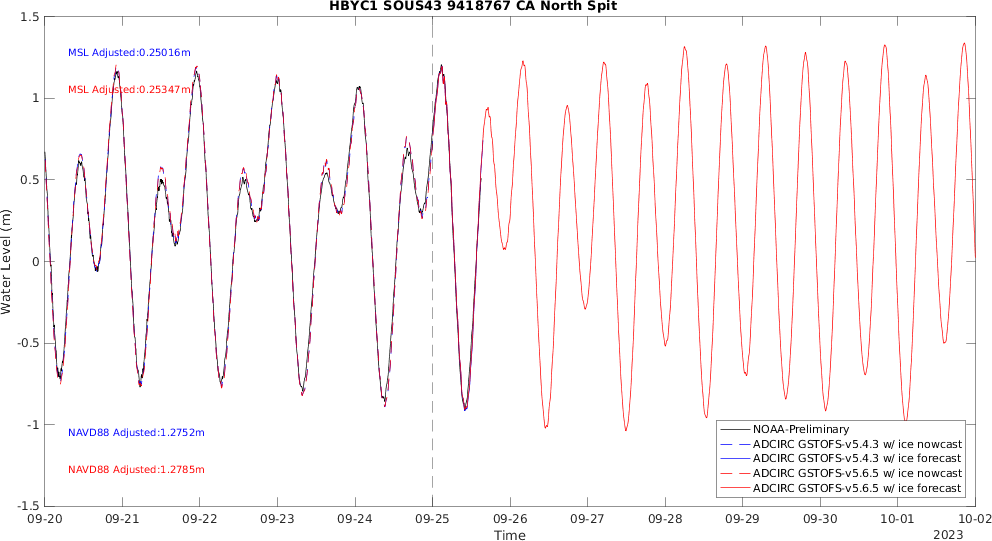 HBYC1 SOUS43 9418767 CA North Spit
1.5
MSL Adjusted:0.25016m
MSL Adjusted:0.25347m
1
0.5
0
-0.5
-1
-1.5
Water Level (m)
NAVD88 Adjusted:1.2752m
NAVD88 Adjusted:1.2785m
NOAA-Preliminary
ADCIRC GSTOFS-v5.4.3 w/ ice nowcast
ADCIRC GSTOFS-v5.4.3 w/ ice forecast
ADCIRC GSTOFS-v5.6.5 w/ ice nowcast
ADCIRC GSTOFS-v5.6.5 w/ ice forecast
09-20 09-21 09-22 09-23 09-24 09-25 09-26 09-27 09-28 09-29 09-30 10-01 10-02
Time
2023